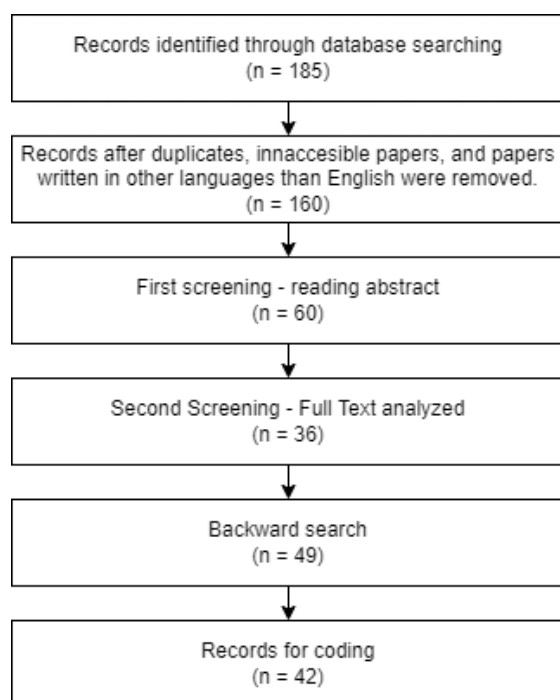 Records identified through database searching
(n = 185)
Records after duplicates, innaccesible papers, and papers
written in other languages than English were removed.
(n = 160)
First screening - reading abstract
(n = 60)
Second Screening - Full Text analyzed
(n = 36)
Backward search
(n = 49)
Records for coding
(n = 42)